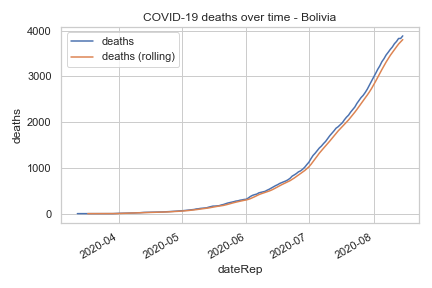 COVID-19 deaths over time - Bolivia
deaths
deaths (rolling)
4000
3000
2000
1000
0
deaths
2020-04
2020-05
2020-06
2020-07
2020-08
dateRep